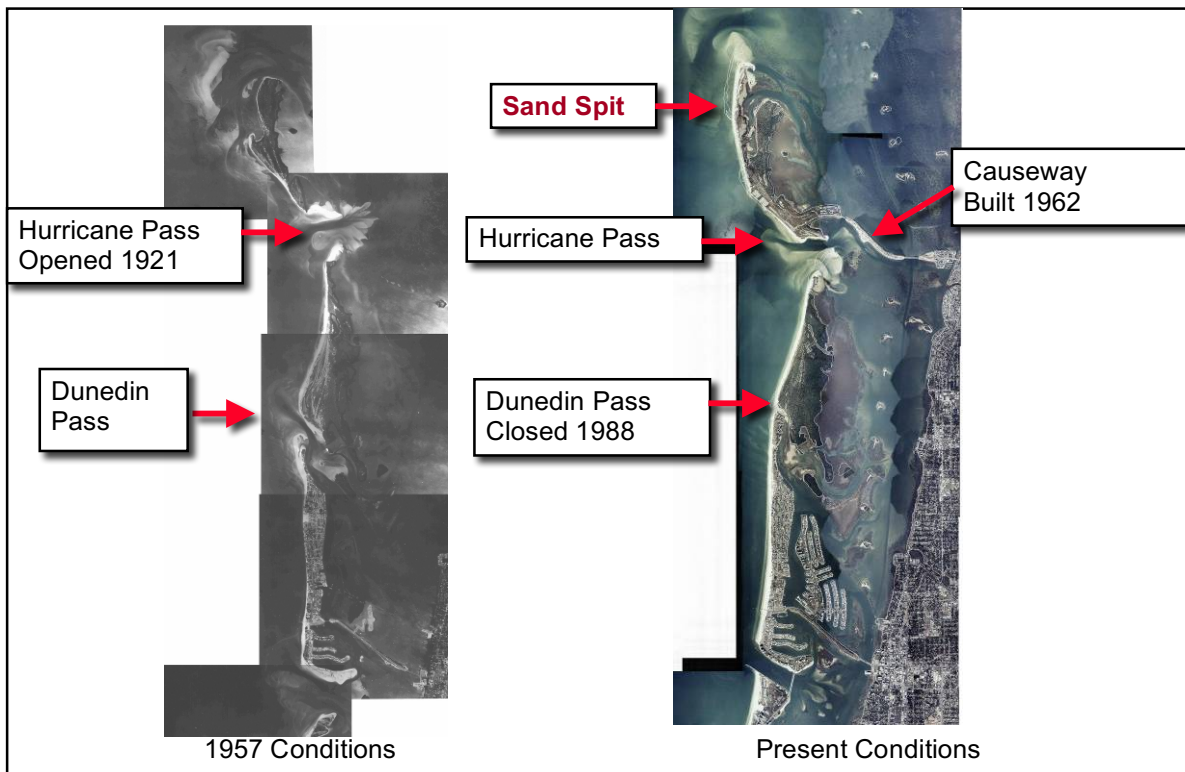 Hurricane Pass
Opened 1921
Dunedin
Pass
1957 Conditions
Sand Spit
Causeway
Built 1962
Hurricane Pass
Dunedin Pass
Closed 1988
Present Conditions